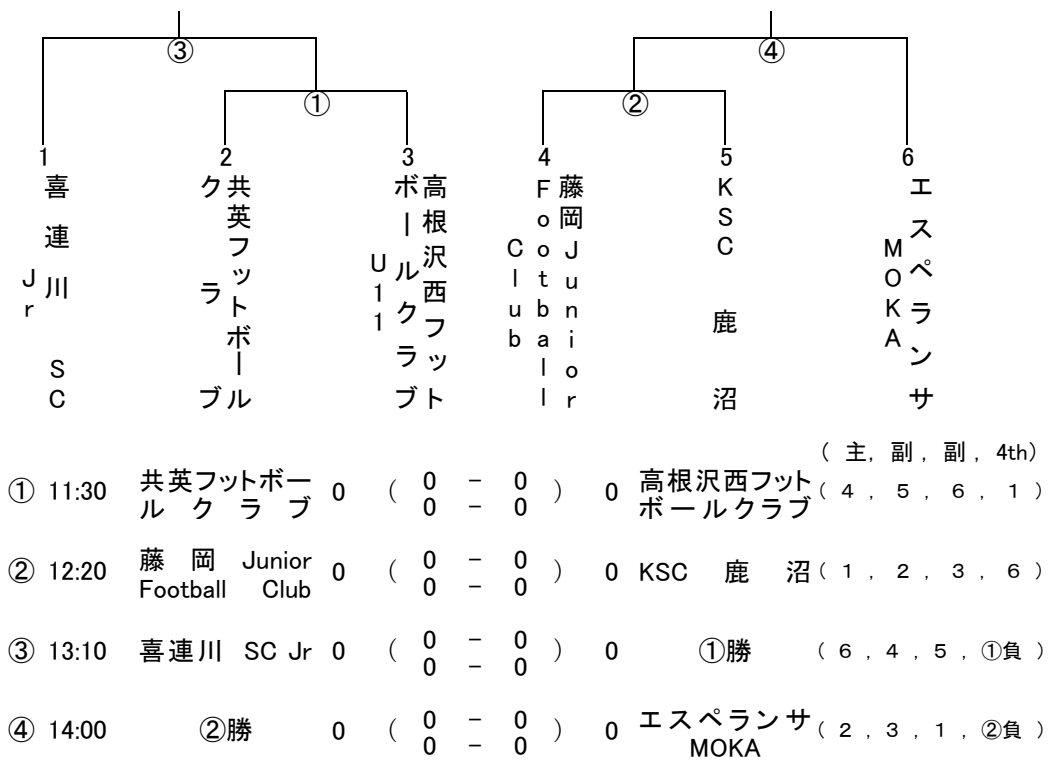 ③ ④
① ②
1 2 3 4 5 6
喜連川 SC
Jr
共英フットボール
クラブ
高根沢西フット
ボールクラブ
U11
藤岡Junior
Football
Club
KSC 鹿沼
エスペランサ
MOKA
( 主, 副, 副, 4th)
① 11:30 共英フットボー 0 ( 0 - 0 ) 0 高根沢西フット ( 4 , 5 , 6 , 1 )
ルクラブ 0 - 0 ボールクラブ
② 12:20 藤岡 Junior 0 ( 0 - 0 ) 0 KSC 鹿沼 ( 1 , 2 , 3 , 6 )
Football Club 0 - 0
③ 13:10 喜連川 SC Jr 0 ( 0 - 0 ) 0 ①勝 ( 6 , 4 , 5 , ①負 )
0 - 0
④ 14:00 ②勝 0 ( 0 - 0 ) 0 エスペランサ ( 2 , 3 , 1 , ②負 )
0 - 0 MOKA